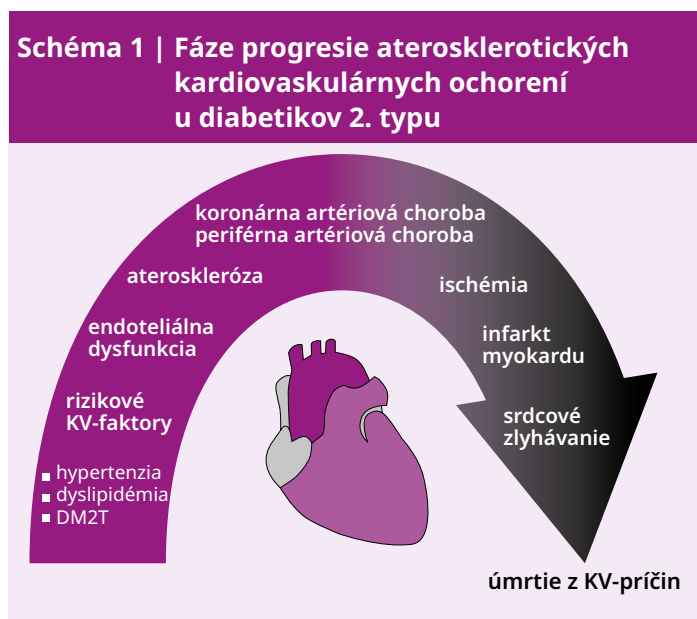 Schéma 1 | Fáze progresie aterosklerotických
kardiovaskulárnych ochorení
u diabetikov 2. typu
koronárna artériová choroba
periférna artériová choroba
ateroskleróza
endoteliálna
dysfunkcia
rizikové
KV-faktory
hypertenzia
dyslipidémia
DM2T
ischémia
infarkt
myokardu
srdcové
zlyhávanie
úmrtie z KV-príčin